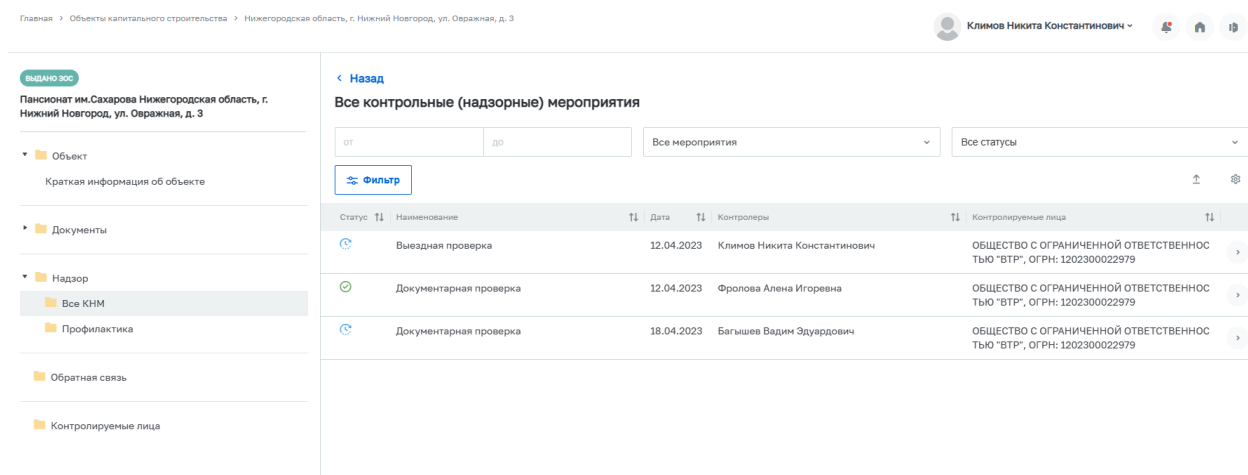 Главная > Объекты капитального строительства > Нижегородская область, г. Нижний Новгород, ул. Овражная, д. 3
Климов Никита Константинович
ВЫДАНО ЗОС
Пансионат им.Сахарова Нижегородская область, г.
Нижний Новгород, ул. Овражная, д. 3
Объект
Краткая информация об объекте
Документы
Надзор
Все КНМ
Профилактика
Обратная связь
Контролируемые лица
< Назад
Все контрольные (надзорные) мероприятия
от до Все мероприятия Все статусы
Фильтр
Статус Наименование Дата Контролеры Контролируемые лица
Выездная проверка 12.04.2023 Климов Никита Константинович ОБЩЕСТВО С ОГРАНИЧЕННОЙ ОТВЕТСТВЕННОС
ТЬЮ "ВТР", ОГРН: 1202300022979
Документарная проверка 12.04.2023 Фролова Алена Игоревна ОБЩЕСТВО С ОГРАНИЧЕННОЙ ОТВЕТСТВЕННОС
ТЬЮ "ВТР", ОГРН: 1202300022979
Документарная проверка 18.04.2023 Багышев Вадим Эдуардович ОБЩЕСТВО С ОГРАНИЧЕННОЙ ОТВЕТСТВЕННОС
ТЬЮ "ВТР", ОГРН: 1202300022979